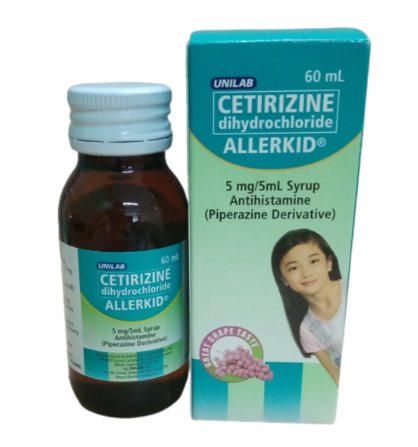 UNILAB
60 mL
CETIRIZINE
dihydrochloride
ALLERKID®
5 mg/5mL Syrup
Antihistamine
(Piperazine Derivative)
GREAT GRAPE TASTE
UNILAB
60 mL
CETIRIZINE
dihydrochloride
ALLERKID®
5 mg/5mL Syrup
Antihistamine
(Piperazine Derivative)